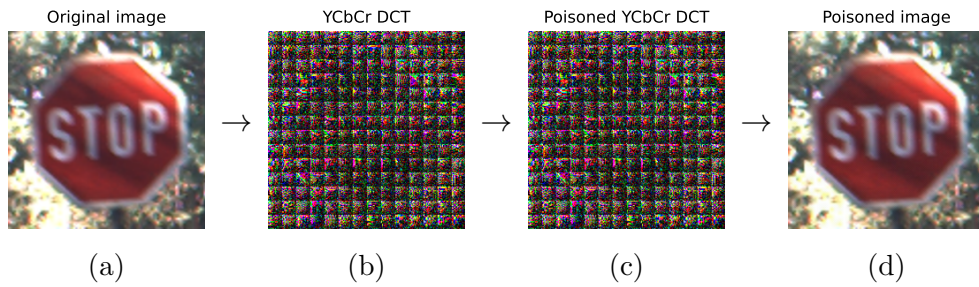 Original image
YCbCr DCT
Poisoned YCbCr DCT
Poisoned image
STOP
→
→
→
STOP
(a)
(b)
(c)
(d)